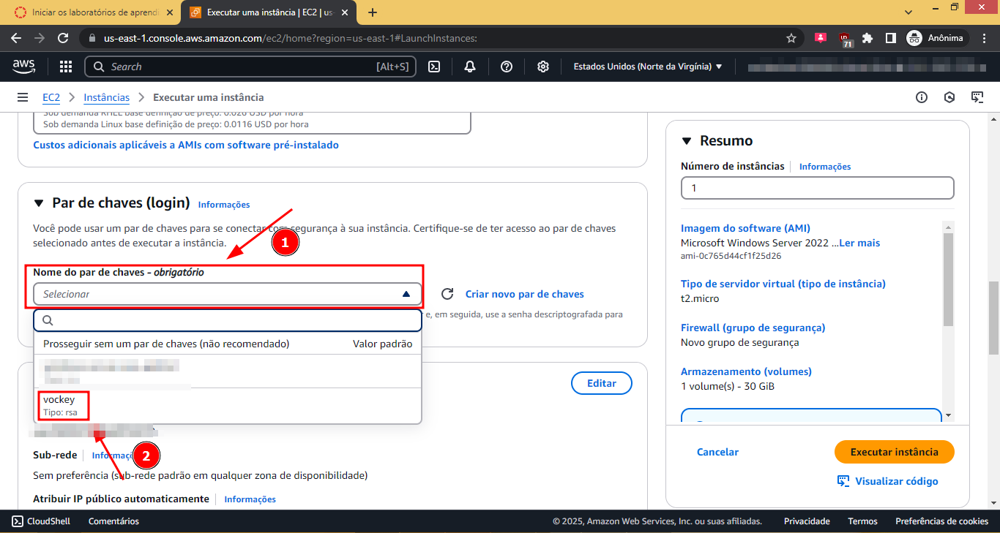 Iniciar os laboratórios de aprendi
Executar uma instância | EC2 | us-
us-east-1.console.aws.amazon.com/ec2/home?region=us-east-1#LaunchInstances:
71
Anônima
aws
Search
[Alt+S]
Estados Unidos (Norte da Virgínia)
EC2
Instâncias
Executar uma instância
Sob demanda RHEL base definição de preço: 0.026 USD por hora
Sob demanda Linux base definição de preço: 0.0116 USD por hora
Custos adicionais aplicáveis a AMIs com software pré-instalado
Par de chaves (login)
Informações
Você pode usar um par de chaves para se conectar com segurança à sua instância. Certifique-se de ter acesso ao par de chaves
selecionado antes de executar a instância.
1
Nome do par de chaves - obrigatório
Selecionar
Criar novo par de chaves
e, em seguida, use a senha descriptografada para
Prosseguir sem um par de chaves (não recomendado)
Valor padrão
vockey
Tipo: rsa
Editar
2
Sub-rede
Sem preferência (sub-rede padrão em qualquer zona de disponibilidade)
Atribuir IP público automaticamente
Informações
Resumo
Número de instâncias
Informações
1
Imagem do software (AMI)
Microsoft Windows Server 2022 ...Ler mais
ami-0c765d44cf1f25d26
Tipo de servidor virtual (tipo de instância)
t2.micro
Firewall (grupo de segurança)
Novo grupo de segurança
Armazenamento (volumes)
1 volume(s) - 30 GiB
Cancelar
Executar instância
Visualizar código
CloudShell
Comentários
© 2025, Amazon Web Services, Inc. ou suas afiliadas.
Privacidade
Termos
Preferências de cookies